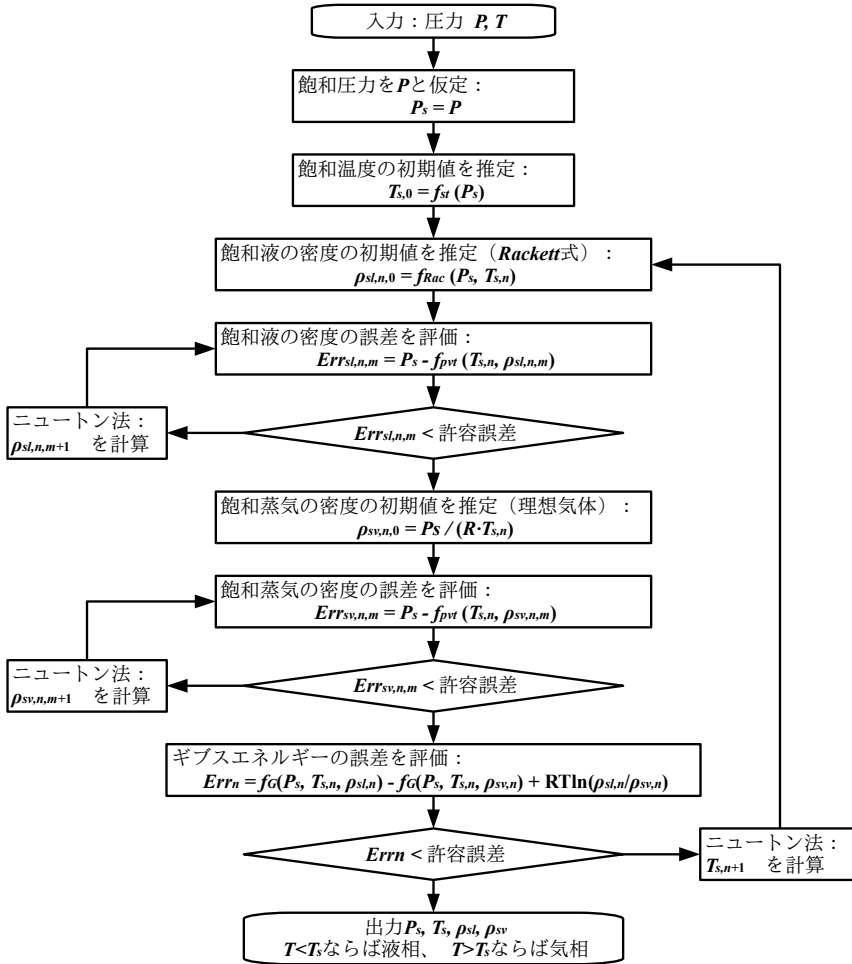 入力：圧力 P, T
飽和圧力をPと仮定：
Ps = P
飽和温度の初期値を推定：
Ts,0 = fst (Ps)
飽和液の密度の初期値を推定（Rackett式）：
ρsl,n,0 = fRac (Ps, Ts,n)
飽和液の密度の誤差を評価：
Errsl,n,m = Ps - fpvt (Ts,n, ρsl,n,m)
ニュートン法：
ρsl,n,m+1 を計算
Errsl,n,m < 許容誤差
飽和蒸気の密度の初期値を推定（理想気体）：
ρsv,n,0 = Ps / (R·Ts,n)
飽和蒸気の密度の誤差を評価：
Errsv,n,m = Ps - fpvt (Ts,n, ρsv,n,m)
ニュートン法：
ρsv,n,m+1 を計算
Errsv,n,m < 許容誤差
ギブスエネルギーの誤差を評価：
Errn = fG(Ps, Ts,n, ρsl,n) - fG(Ps, Ts,n, ρsv,n) + RTln(ρsl,n/ρsv,n)
Errn < 許容誤差
ニュートン法：
Ts,n+1 を計算
出力Ps, Ts, ρsl, ρsv
T<Tsならば液相、 T>Tsならば気相